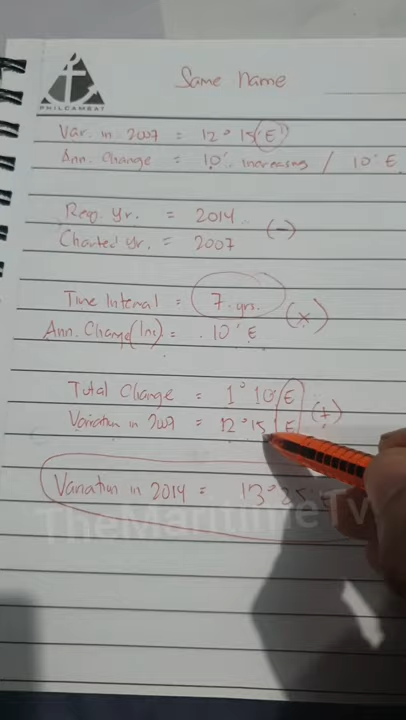 PHILCAMSAT
Same Name
Var. in 2007 = 12° 15' E
Ann. Change = 10'. increasing / 10' E
Req. Yr. = 2014
Charted Yr. = 2007 (-)
Time Interval = 7. yrs.
Ann. Change (Ins) = 10' E (x)
Total Change = 1° 10' E
Variation in 2007 = 12° 15' E (+)
Variation in 2014 = 13° 25
TheMaritimeTv